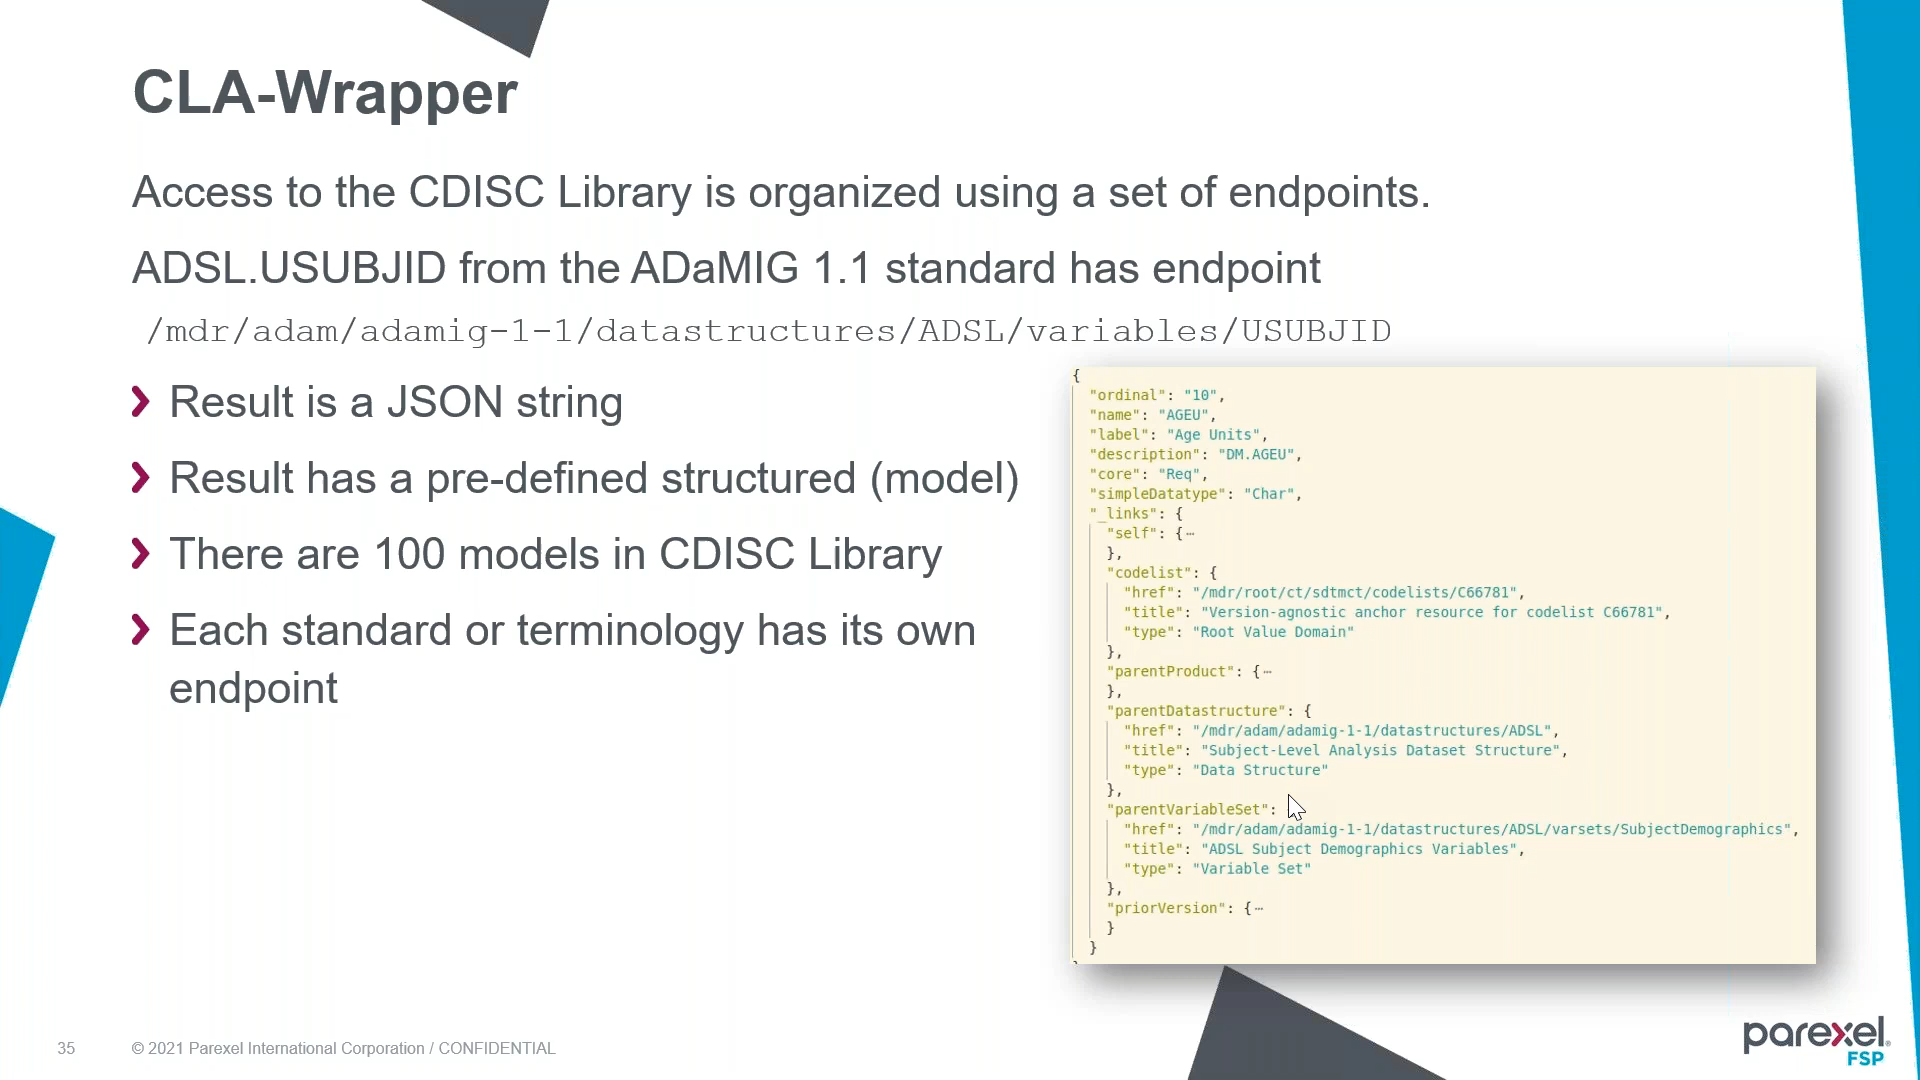 CLA-Wrapper
Access to the CDISC Library is organized using a set of endpoints.
ADSL.USUBJID from the ADaMIG 1.1 standard has endpoint
/mdr/adam/adamig-1-1/datastructures/ADSL/variables/USUBJID
Result is a JSON string
Result has a pre-defined structured (model)
There are 100 models in CDISC Library
Each standard or terminology has its own
endpoint
{
"ordinal": "10",
"name": "AGEU",
"label": "Age Units",
"description": "DM.AGEU",
"core": "Req",
"simpleDatatype": "Char",
"_links": {
"self": {⋯
},
"codelist": {
"href": "/mdr/root/ct/sdtmct/codelists/C66781",
"title": "Version-agnostic anchor resource for codelist C66781",
"type": "Root Value Domain"
},
"parentProduct": {⋯
},
"parentDatastructure": {
"href": "/mdr/adam/adamig-1-1/datastructures/ADSL",
"title": "Subject-Level Analysis Dataset Structure",
"type": "Data Structure"
},
"parentVariableSet":
"href": "/mdr/adam/adamig-1-1/datastructures/ADSL/varsets/SubjectDemographics",
"title": "ADSL Subject Demographics Variables",
"type": "Variable Set"
},
"priorVersion": {⋯
}
}
35
© 2021 Parexel International Corporation / CONFIDENTIAL
parexel®
FSP